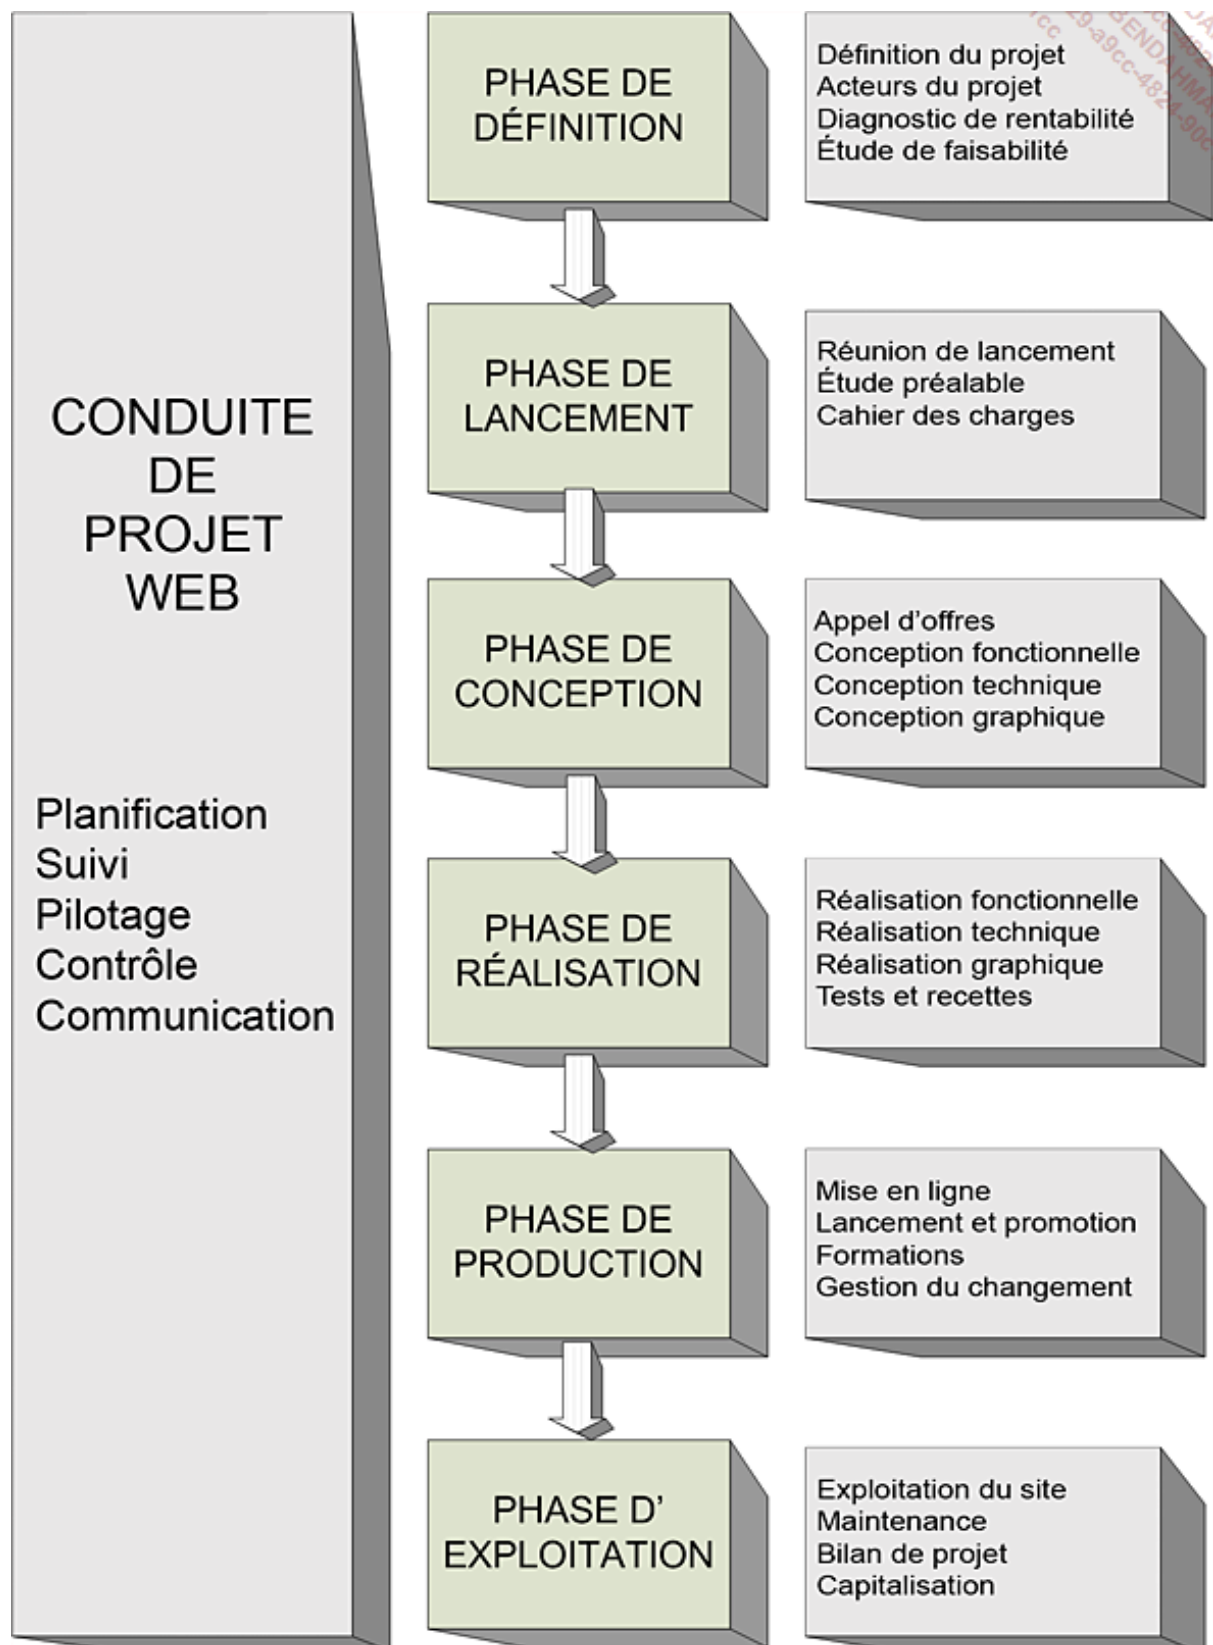 CONDUITE
DE
PROJET
WEB
Planification
Suivi
Pilotage
Contrôle
Communication
PHASE DE
DÉFINITION
Définition du projet
Acteurs du projet
Diagnostic de rentabilité
Étude de faisabilité
PHASE DE
LANCEMENT
Réunion de lancement
Étude préalable
Cahier des charges
PHASE DE
CONCEPTION
Appel d’offres
Conception fonctionnelle
Conception technique
Conception graphique
PHASE DE
RÉALISATION
Réalisation fonctionnelle
Réalisation technique
Réalisation graphique
Tests et recettes
PHASE DE
PRODUCTION
Mise en ligne
Lancement et promotion
Formations
Gestion du changement
PHASE D’
EXPLOITATION
Exploitation du site
Maintenance
Bilan de projet
Capitalisation